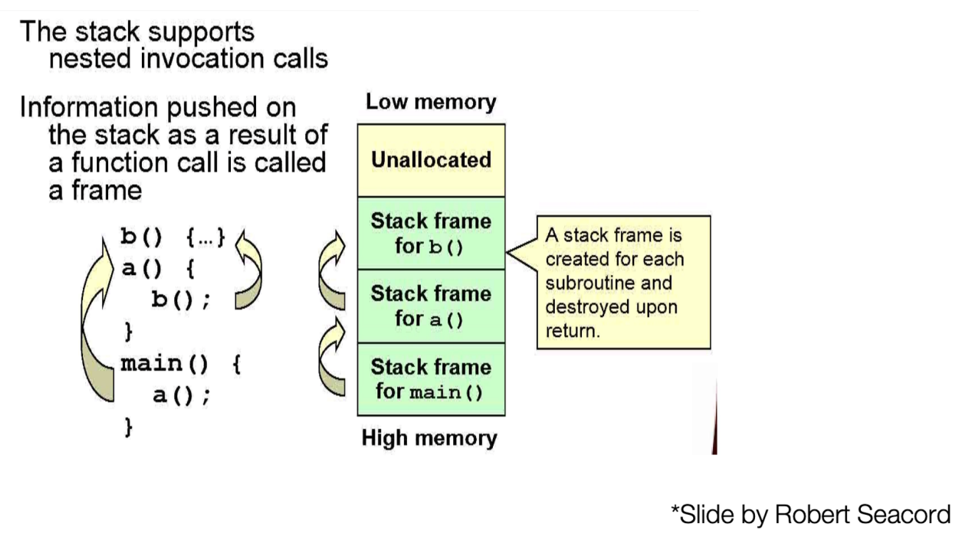 The stack supports
nested invocation calls
Information pushed on
the stack as a result of
a function call is called
a frame
b() {…}
a() {
b();
}
main() {
a();
}
Low memory
Unallocated
Stack frame
for b()
Stack frame
for a()
Stack frame
for main()
High memory
A stack frame is
created for each
subroutine and
destroyed upon
return.
*Slide by Robert Seacord